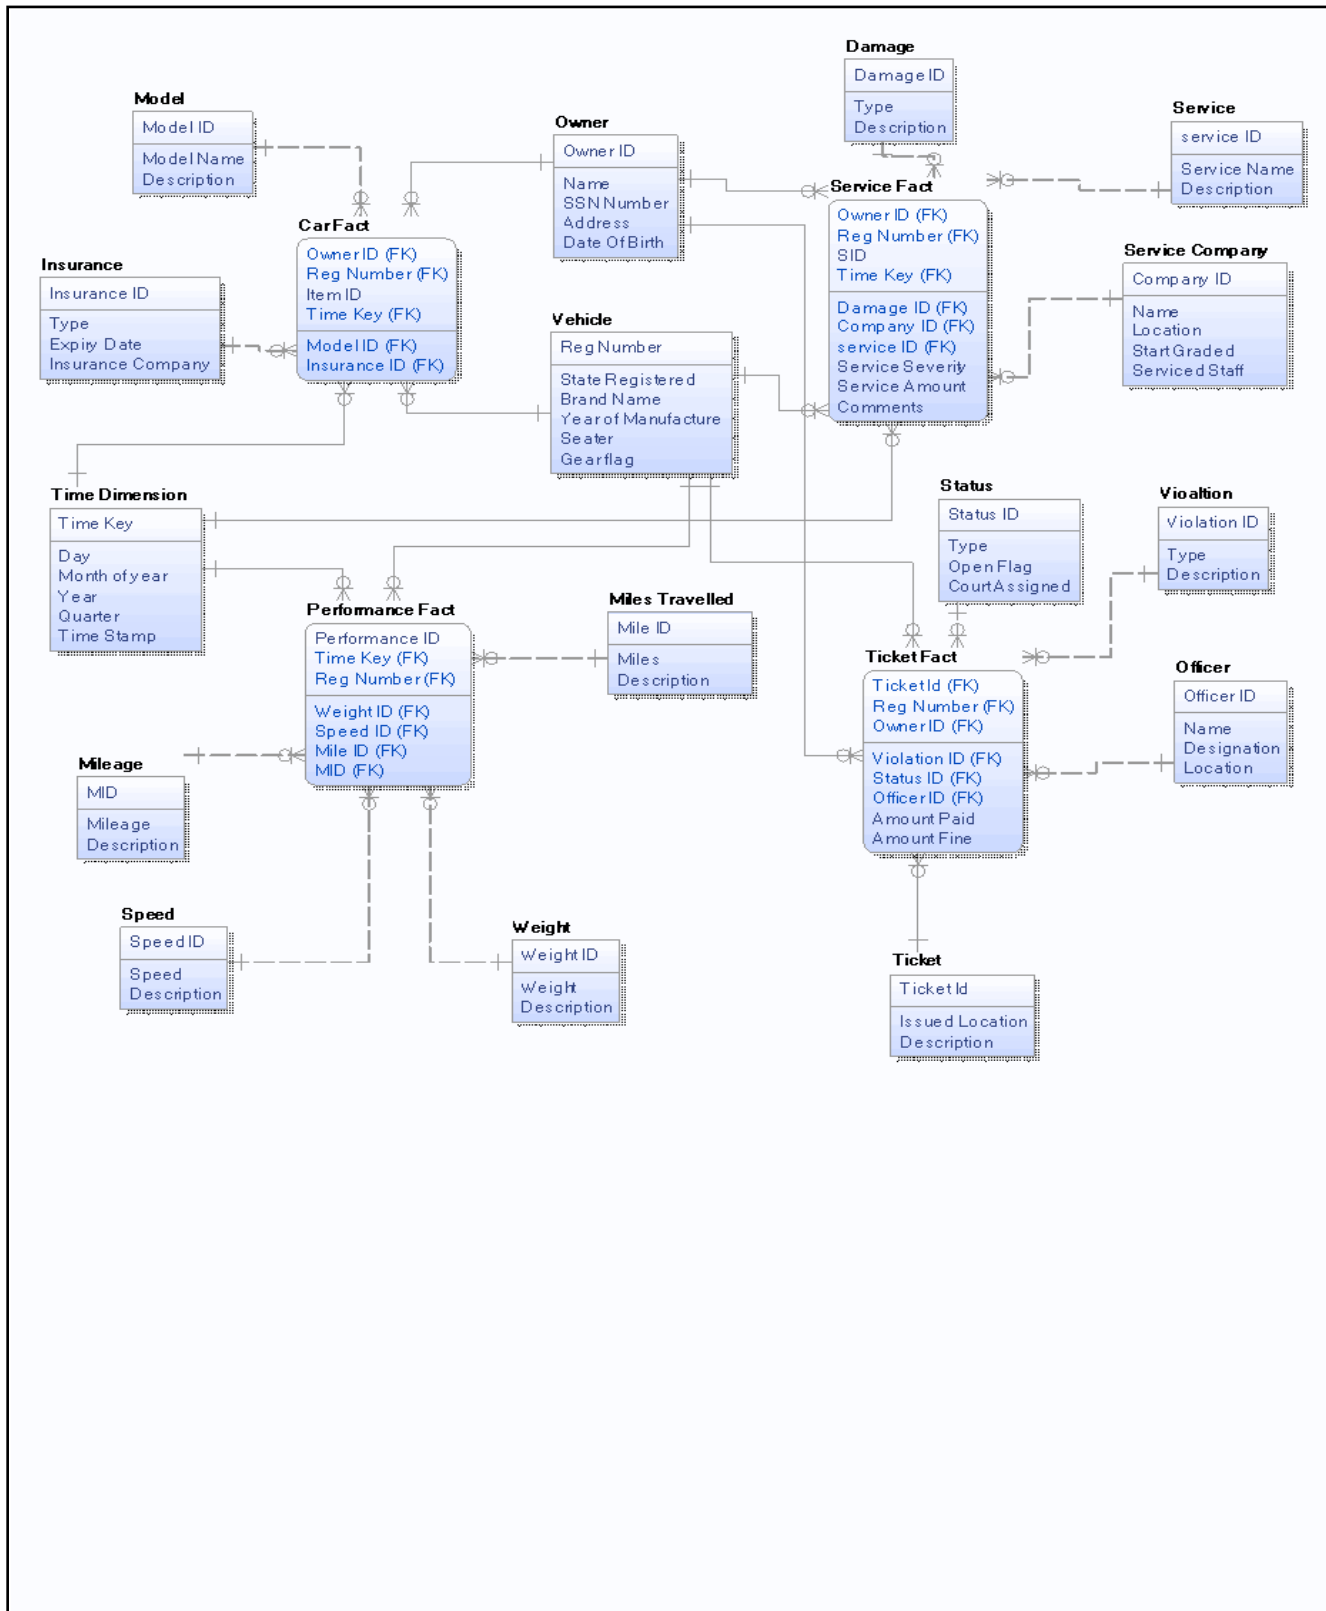 Damage
Damage ID
Type
Description
Model
Model ID
Model Name
Description
Owner
Owner ID
Name
SSN Number
Address
Date Of Birth
Service
service ID
Service Name
Description
Service Fact
Owner ID (FK)
Reg Number (FK)
SID
Time Key (FK)
Damage ID (FK)
Company ID (FK)
service ID (FK)
Service Severity
Service Amount
Comments
Car Fact
Owner ID (FK)
Reg Number (FK)
Item ID
Time Key (FK)
Model ID (FK)
Insurance ID (FK)
Insurance
Insurance ID
Type
Expiry Date
Insurance Company
Service Company
Company ID
Name
Location
Start Graded
Serviced Staff
Vehicle
Reg Number
State Registered
Brand Name
Year of Manufacture
Seater
Gearflag
Time Dimension
Time Key
Day
Month of year
Year
Quarter
Time Stamp
Status
Status ID
Type
Open Flag
Court Assigned
Vioaltion
Violation ID
Type
Description
Performance Fact
Performance ID
Time Key (FK)
Reg Number (FK)
Weight ID (FK)
Speed ID (FK)
Mile ID (FK)
MID (FK)
Miles Travelled
Mile ID
Miles
Description
Ticket Fact
Ticket Id (FK)
Reg Number (FK)
Owner ID (FK)
Violation ID (FK)
Status ID (FK)
Officer ID (FK)
Amount Paid
Amount Fine
Officer
Officer ID
Name
Designation
Location
Mileage
MID
Mileage
Description
Speed
Speed ID
Speed
Description
Weight
Weight ID
Weight
Description
Ticket
Ticket Id
Issued Location
Description